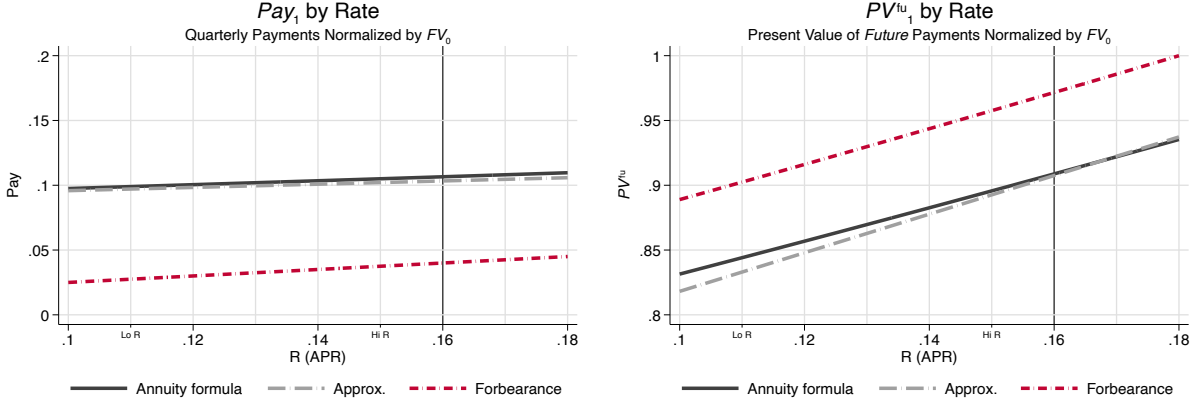 Pay₁ by Rate
Quarterly Payments Normalized by FV₀
.2
.15
.1
.05
0
Pay
.1
Lo R
.12
.14
Hi R
.16
.18
R (APR)
Annuity formula
Approx.
Forbearance
PVᶠᵘ₁ by Rate
Present Value of Future Payments Normalized by FV₀
1
.95
.9
.85
.8
PVᶠᵘ
.1
Lo R
.12
.14
Hi R
.16
.18
R (APR)
Annuity formula
Approx.
Forbearance